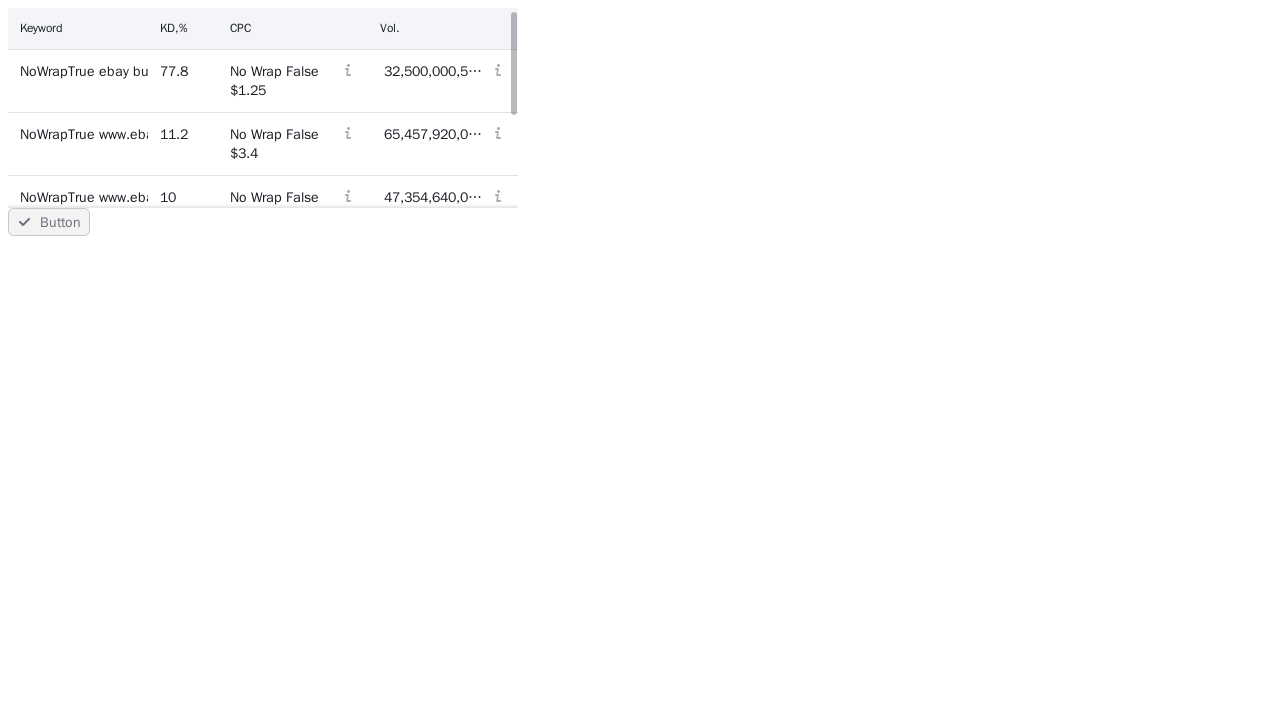 Keyword KD,% CPC Vol.
NoWrapTrue ebay bu 77.8 No Wrap False 32,500,000,5···
$1.25
NoWrapTrue www.eb 11.2 No Wrap False 65,457,920,0···
$3.4
NoWrapTrue www.eb 10 No Wrap False 47,354,640,0···
Button